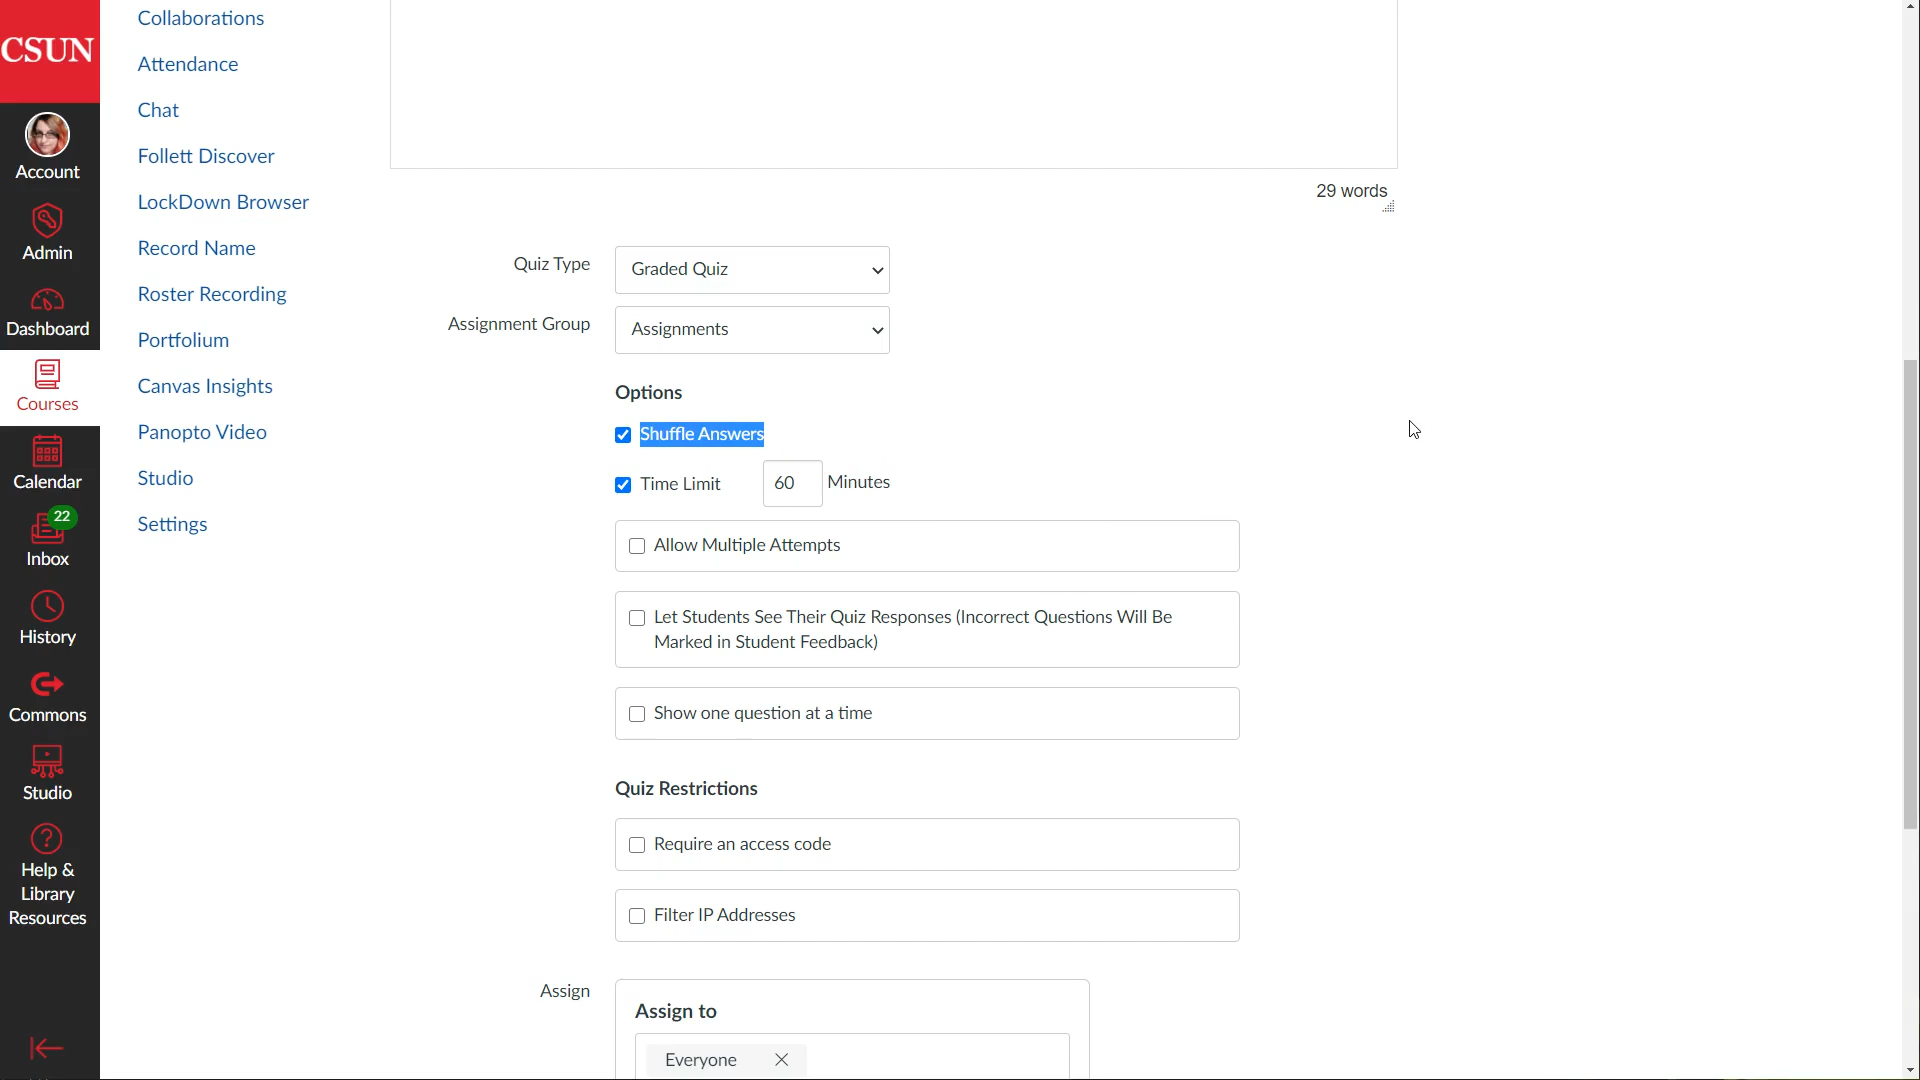 CSUN
Account
Admin
Dashboard
Courses
Calendar
22
Inbox
History
Commons
Studio
Help &
Library
Resources
Collaborations
Attendance
Chat
Follett Discover
LockDown Browser
Record Name
Roster Recording
Portfolium
Canvas Insights
Panopto Video
Studio
Settings
29 words
Quiz Type
Graded Quiz
Assignment Group
Assignments
Options
Shuffle Answers
Time Limit 60 Minutes
Allow Multiple Attempts
Let Students See Their Quiz Responses (Incorrect Questions Will Be
Marked in Student Feedback)
Show one question at a time
Quiz Restrictions
Require an access code
Filter IP Addresses
Assign
Assign to
Everyone